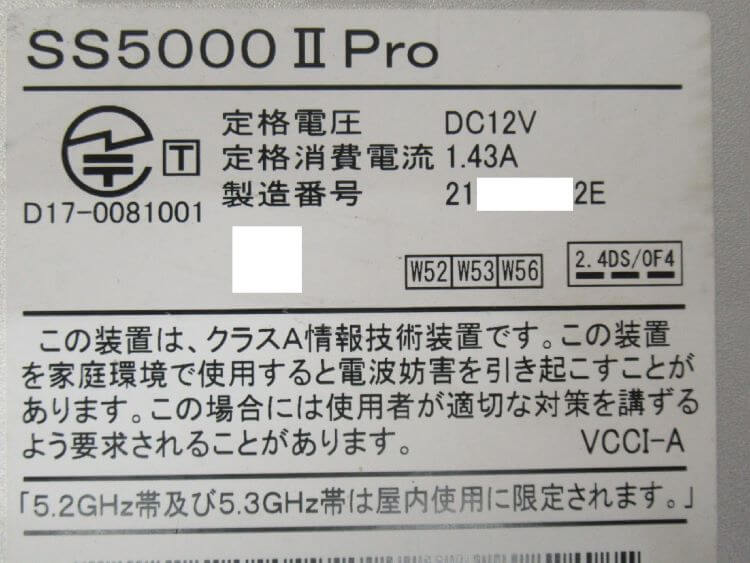 SS5000 II Pro
定格電圧 DC12V
T 定格消費電流 1.43A
製造番号 21 2E
D17-0081001
W52 W53 W56
2.4DS/OF4
この装置は、クラスA情報技術装置です。この装置
を家庭環境で使用すると電波妨害を引き起こすことが
あります。この場合には使用者が適切な対策を講ずる
よう要求されることがあります。 VCCI-A
「5.2GHz帯及び5.3GHz帯は屋内使用に限定されます。」